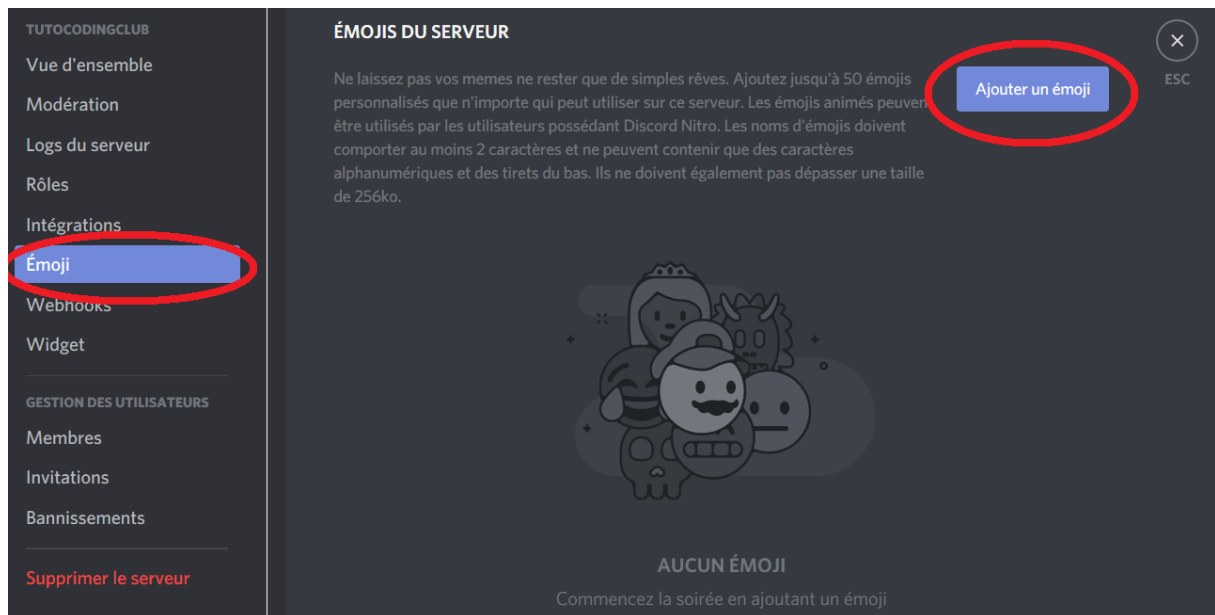 TUTOCODINGCLUB
Vue d'ensemble
Modération
Logs du serveur
Rôles
Intégrations
Émoji
Webhooks
Widget
GESTION DES UTILISATEURS
Membres
Invitations
Bannissements
Supprimer le serveur
ÉMOJIS DU SERVEUR
Ne laissez pas vos memes ne rester que de simples rêves. Ajoutez jusqu'à 50 émojis
personnalisés que n'importe qui peut utiliser sur ce serveur. Les émojis animés peuven
être utilisés par les utilisateurs possédant Discord Nitro. Les noms d'émojis doivent
comporter au moins 2 caractères et ne peuvent contenir que des caractères
alphanumériques et des tirets du bas. Ils ne doivent également pas dépasser une taille
de 256ko.
Ajouter un émoji
ESC
AUCUN ÉMOJI
Commencez la soirée en ajoutant un émoji